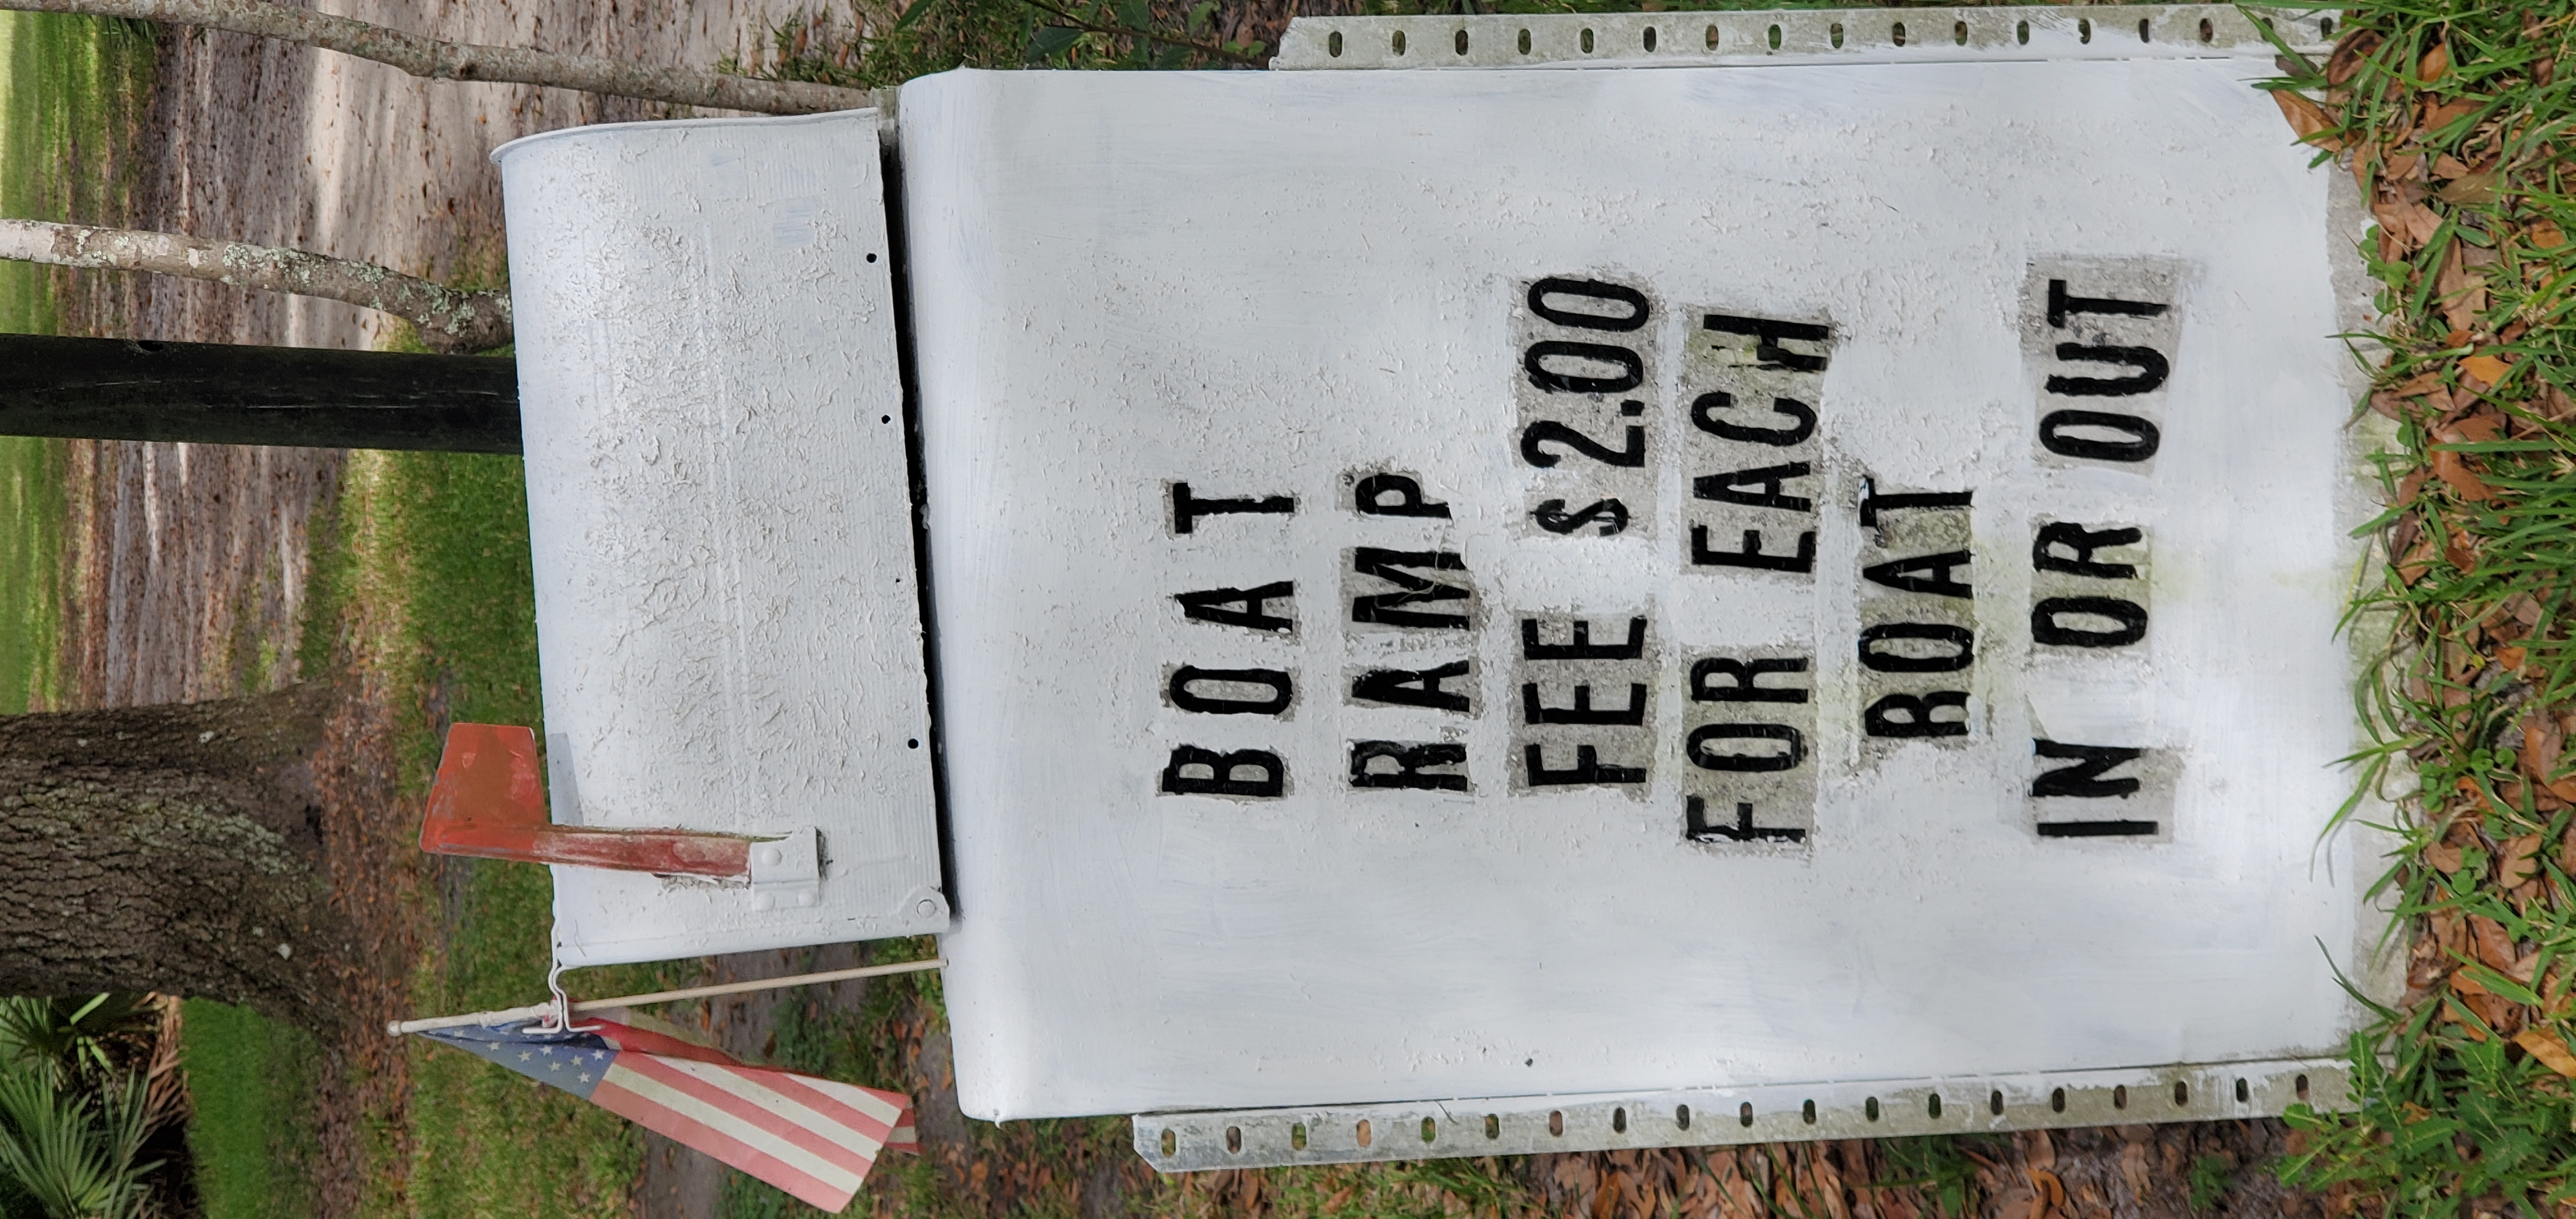 BOAT
RAMP
FEE $2.00
FOR EACH
BOAT
IN OR OUT